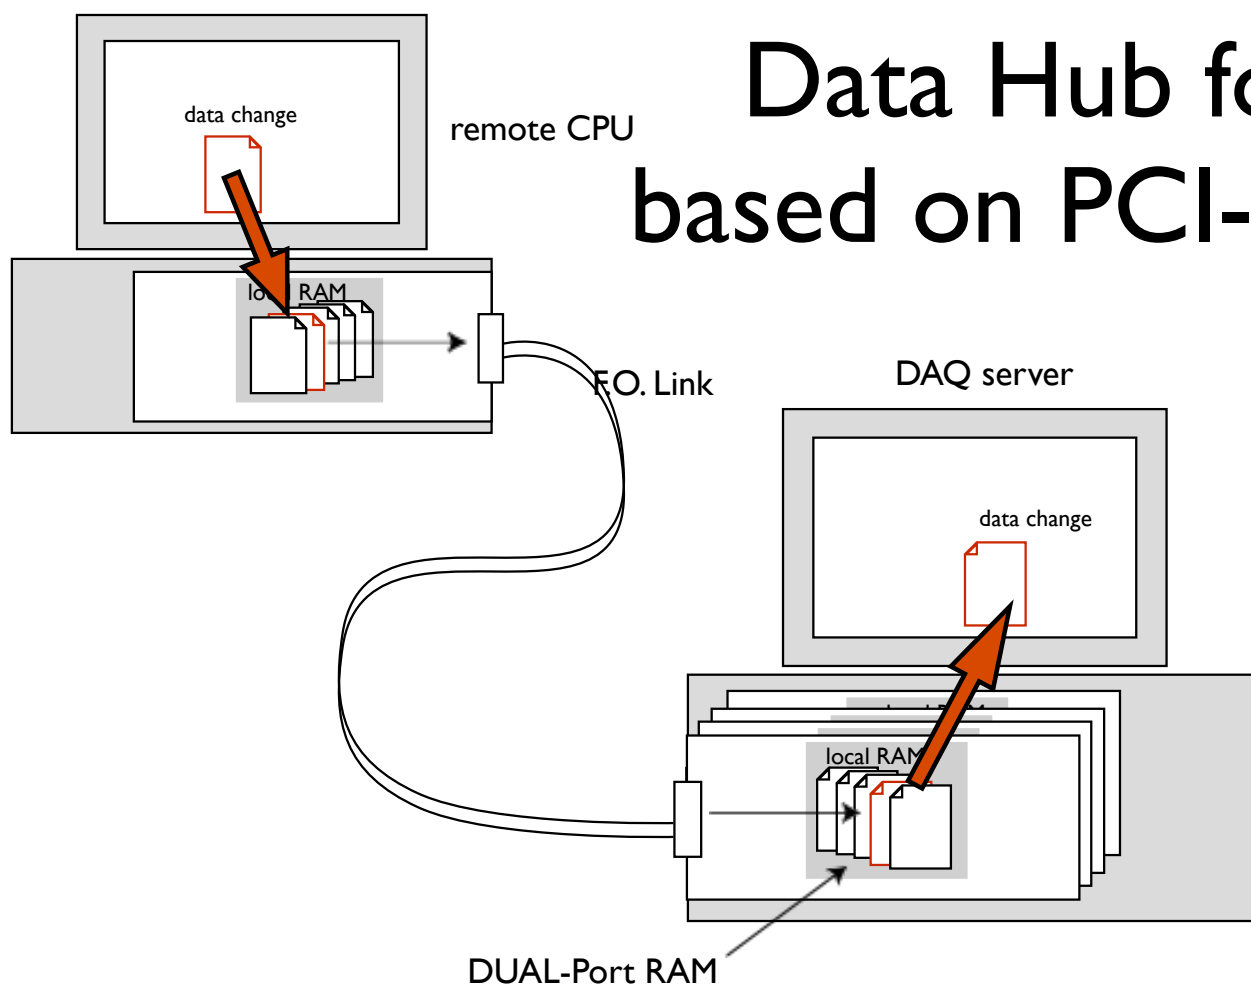 Data Hub fo
based on PCI-
data change
remote CPU
local RAM
F.O. Link
DAQ server
data change
local RAM
DUAL-Port RAM